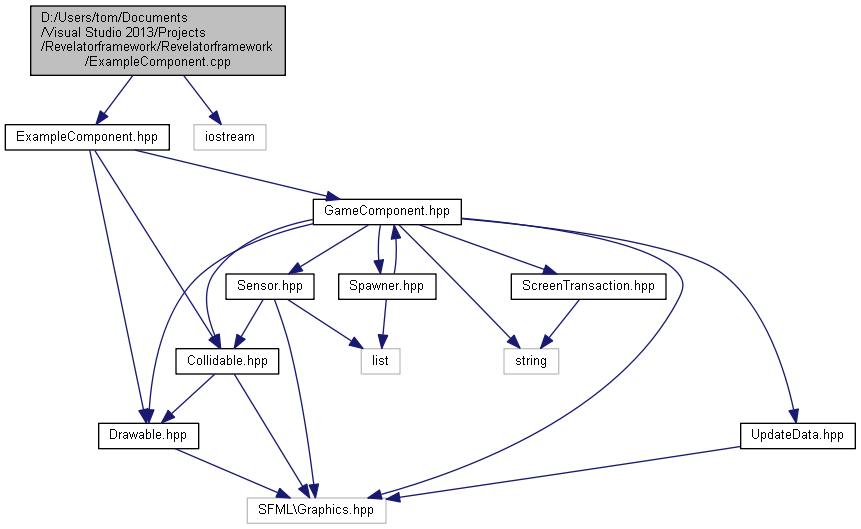 D:/Users/tom/Documents
/Visual Studio 2013/Projects
/Revelatorframework/Revelatorframework
/ExampleComponent.cpp
ExampleComponent.hpp
iostream
GameComponent.hpp
Sensor.hpp
Spawner.hpp
ScreenTransaction.hpp
Collidable.hpp
list
string
Drawable.hpp
UpdateData.hpp
SFML\Graphics.hpp